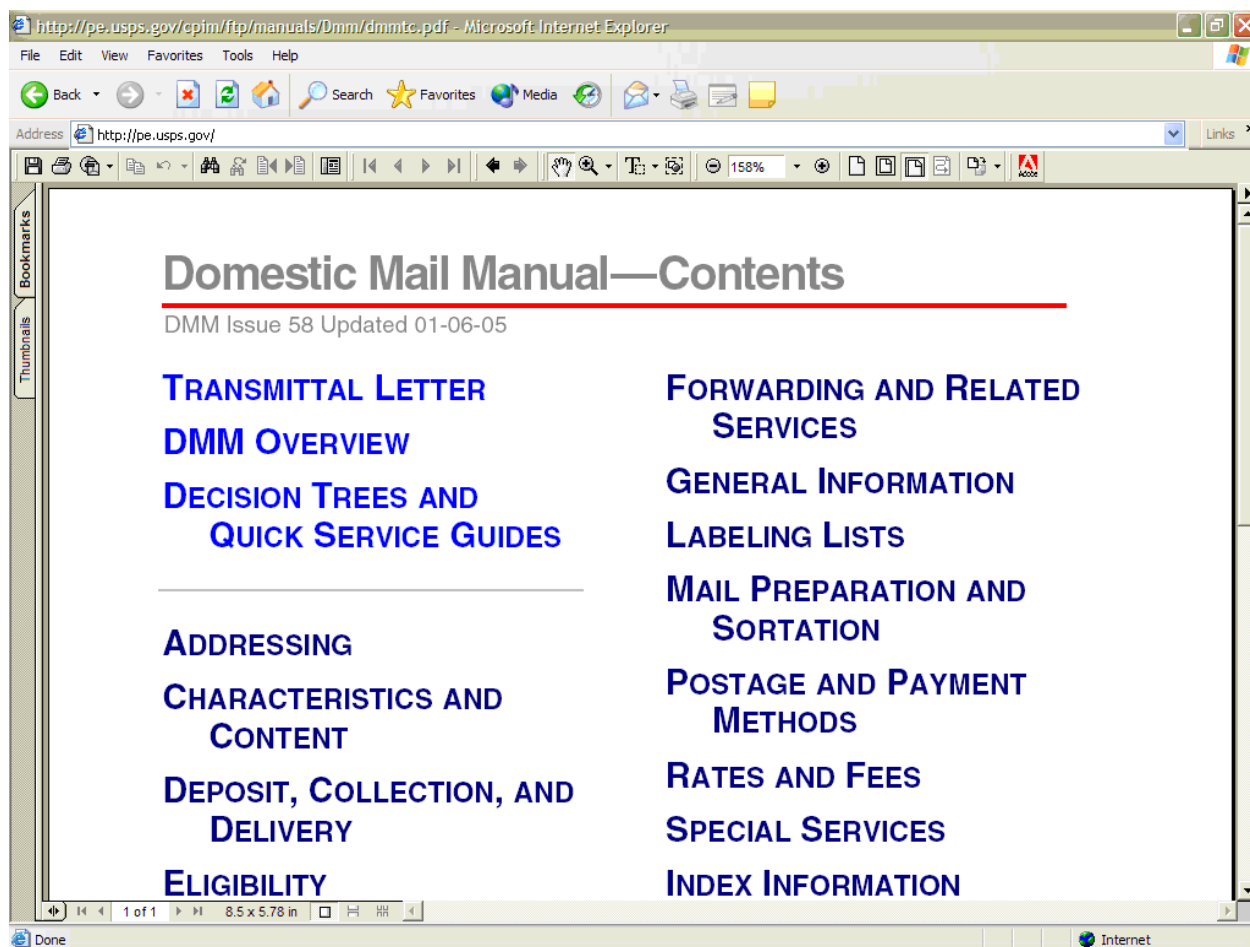 http://pe.usps.gov/cpim/ftp/manuals/Dmm/dmmtc.pdf - Microsoft Internet Explorer
File Edit View Favorites Tools Help
Back Search Favorites Media
Address http://pe.usps.gov/ Links
158%
Adobe
Bookmarks
Thumbnails
Domestic Mail Manual—Contents
DMM Issue 58 Updated 01-06-05
TRANSMITTAL LETTER
DMM OVERVIEW
DECISION TREES AND
QUICK SERVICE GUIDES
ADDRESSING
CHARACTERISTICS AND
CONTENT
DEPOSIT, COLLECTION, AND
DELIVERY
ELIGIBILITY
FORWARDING AND RELATED
SERVICES
GENERAL INFORMATION
LABELING LISTS
MAIL PREPARATION AND
SORTATION
POSTAGE AND PAYMENT
METHODS
RATES AND FEES
SPECIAL SERVICES
INDEX INFORMATION
1 of 1 8.5 x 5.78 in
Done Internet